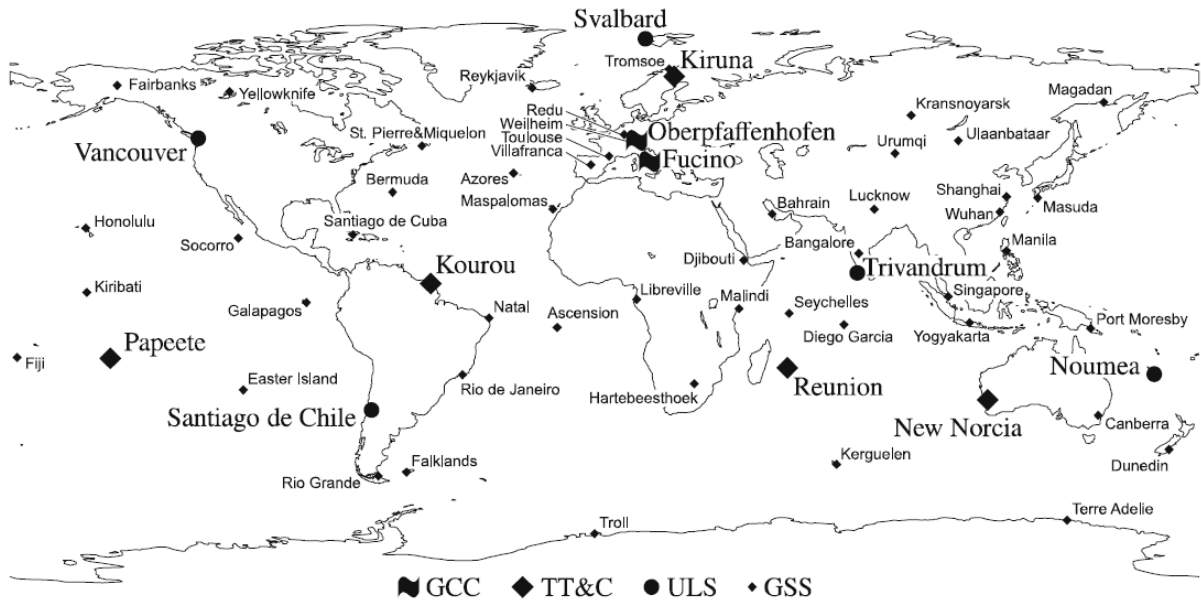 Svalbard
Tromsoe
Kiruna
Reykjavik
Fairbanks
Yellowknife
Magadan
Redu
Weilheim
Toulouse
Villafranca
Kransnoyarsk
Oberpfaffenhofen
St. Pierre&Miquelon
Ulaanbataar
Urumqi
Vancouver
Fucino
Azores
Bermuda
Maspalomas
Lucknow
Shanghai
Bahrain
Wuhan
Masuda
Honolulu
Santiago de Cuba
Socorro
Bangalore
Manila
Djibouti
Kourou
Trivandrum
Kiribati
Libreville
Malindi
Singapore
Galapagos
Natal
Ascension
Seychelles
Diego Garcia
Yogyakarta
Port Moresby
Papeete
Fiji
Easter Island
Rio de Janeiro
Reunion
Noumea
Hartebeesthoek
Santiago de Chile
New Norcia
Canberra
Kerguelen
Falklands
Dunedin
Rio Grande
Troll
Terre Adelie
GCC TT&C ULS GSS